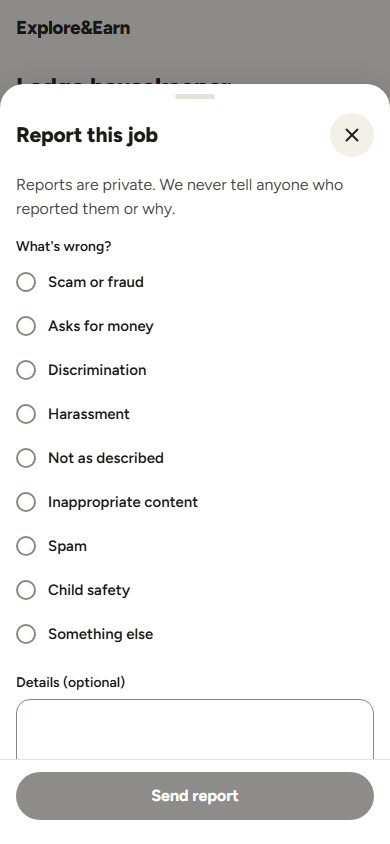 Explore&Earn
Lodge housekeeper
Report this job
Reports are private. We never tell anyone who
reported them or why.
What's wrong?
Scam or fraud
Asks for money
Discrimination
Harassment
Not as described
Inappropriate content
Spam
Child safety
Something else
Details (optional)
Send report